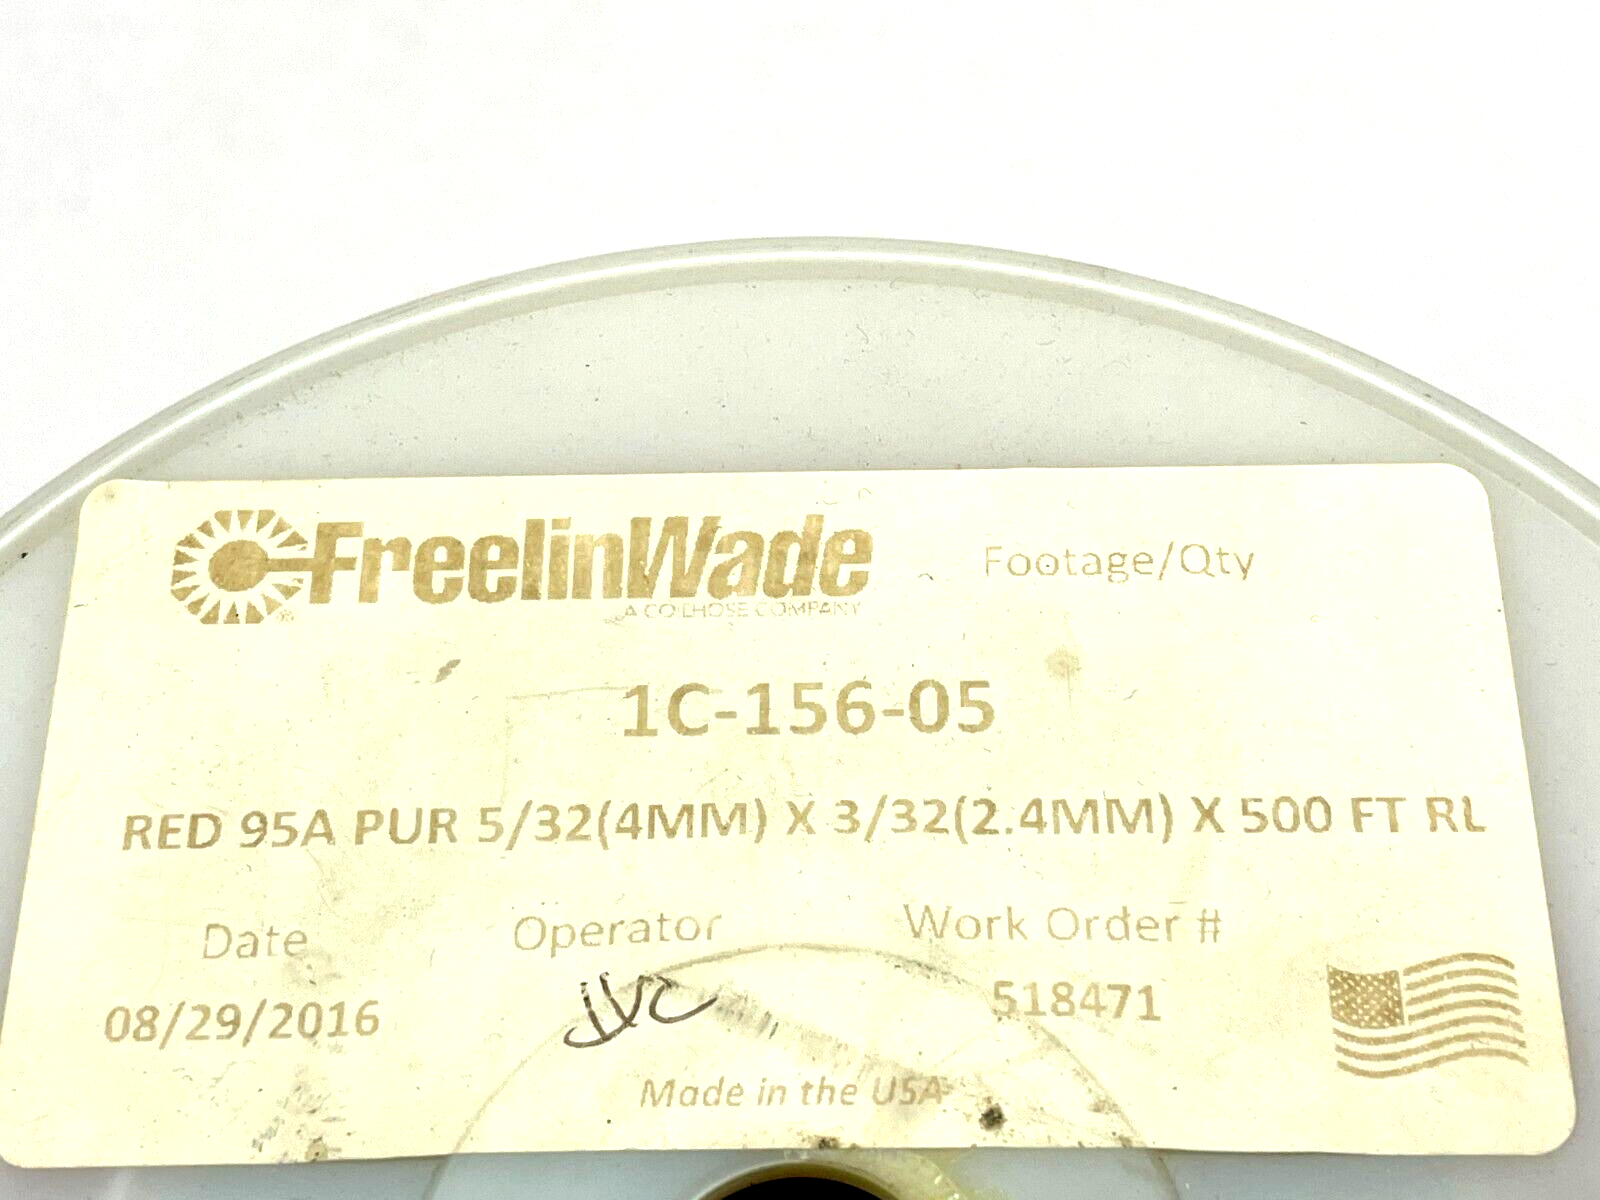 FreelinWade
A COILHOSE COMPANY
Footage/Qty
1C-156-05
RED 95A PUR 5/32(4MM) X 3/32(2.4MM) X 500 FT RL
Date Operator Work Order #
08/29/2016 518471
Made in the USA